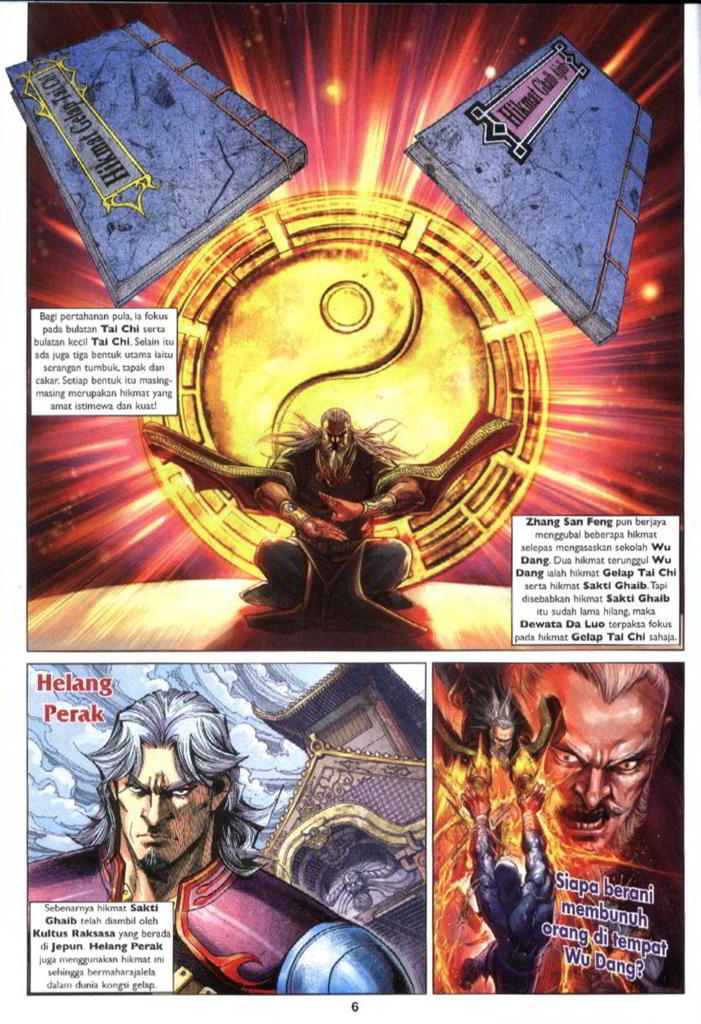 Hikmat Gelap Tai Chi
Hikmat Ghaib
Bagi pertahanan pula, ia fokus
pada bulatan Tai Chi serta
bulatan kecil Tai Chi. Selain itu
ada juga tiga bentuk utama iaitu
serangan tumbuk, tapak dan
cakar. Setiap bentuk itu masing-
masing merupakan hikmat yang
amat istimewa dan kuat!
Zhang San Feng pun berjaya
menggubal beberapa hikmat
selepas mengasaskan sekolah Wu
Dang. Dua hikmat terunggul Wu
Dang ialah hikmat Gelap Tai Chi
serta hikmat Sakti Ghaib. Tapi
disebabkan hikmat Sakti Ghaib
itu sudah lama hilang, maka
Dewata Da Luo terpaksa fokus
pada hikmat Gelap Tai Chi sahaja.
Helang
Perak
Sebenarnya hikmat Sakti
Ghaib telah diambil oleh
Kultus Raksasa yang berada
di Jepun. Helang Perak
juga menggunakan hikmat ini
sehingga bermaharajalela
dalam dunia kongsi gelap.
Siapa berani
membunuh
orang di tempat
Wu Dang?
6